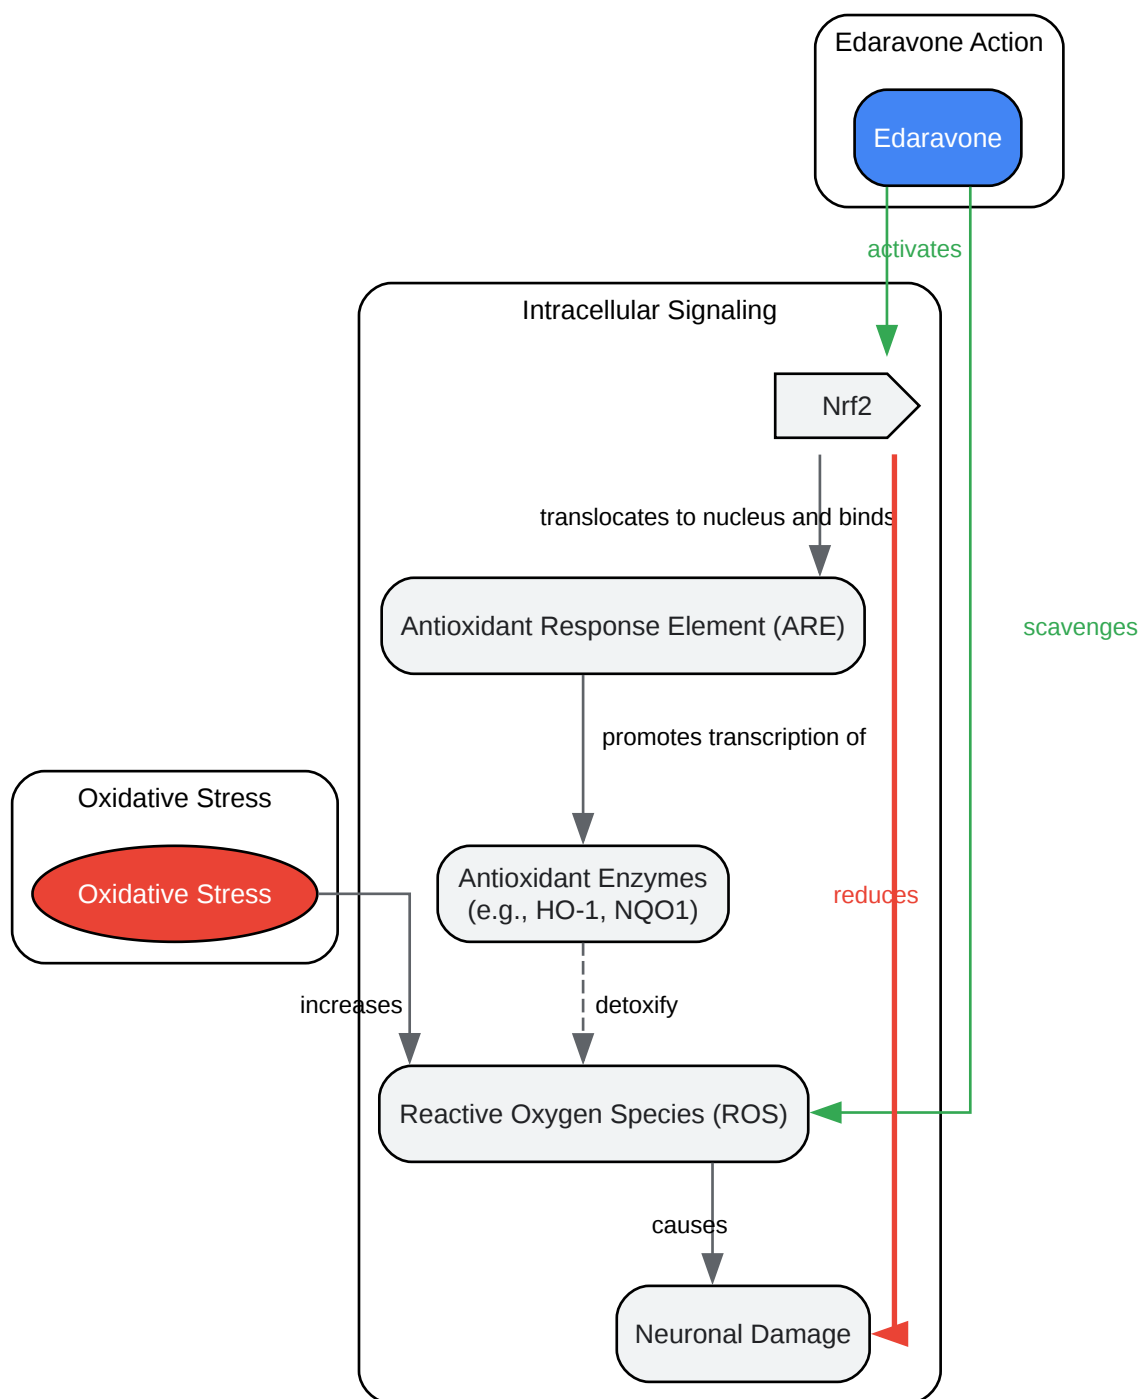 Edaravone Action
Edaravone
activates
Intracellular Signaling
Nrf2
translocates to nucleus and binds
Antioxidant Response Element (ARE)
scavenges
promotes transcription of
Oxidative Stress
Oxidative Stress
Antioxidant Enzymes
(e.g., HO-1, NQO1)
reduces
increases
detoxify
Reactive Oxygen Species (ROS)
causes
Neuronal Damage